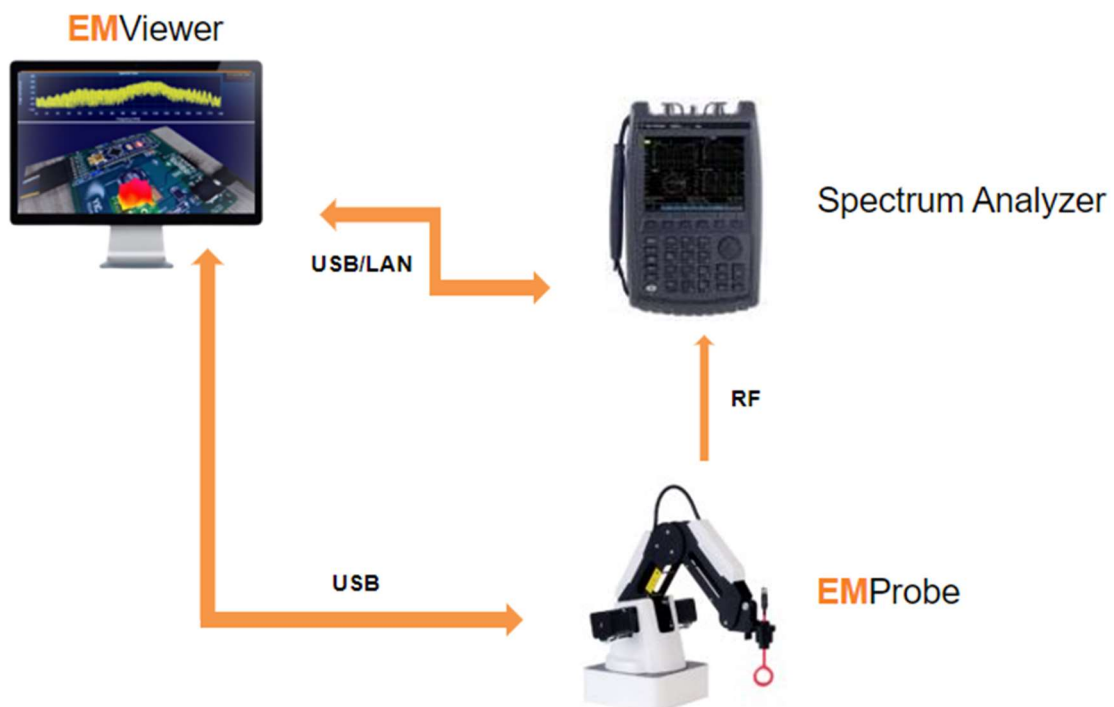 EMViewer
Spectrum Analyzer
USB/LAN
RF
USB
EMProbe